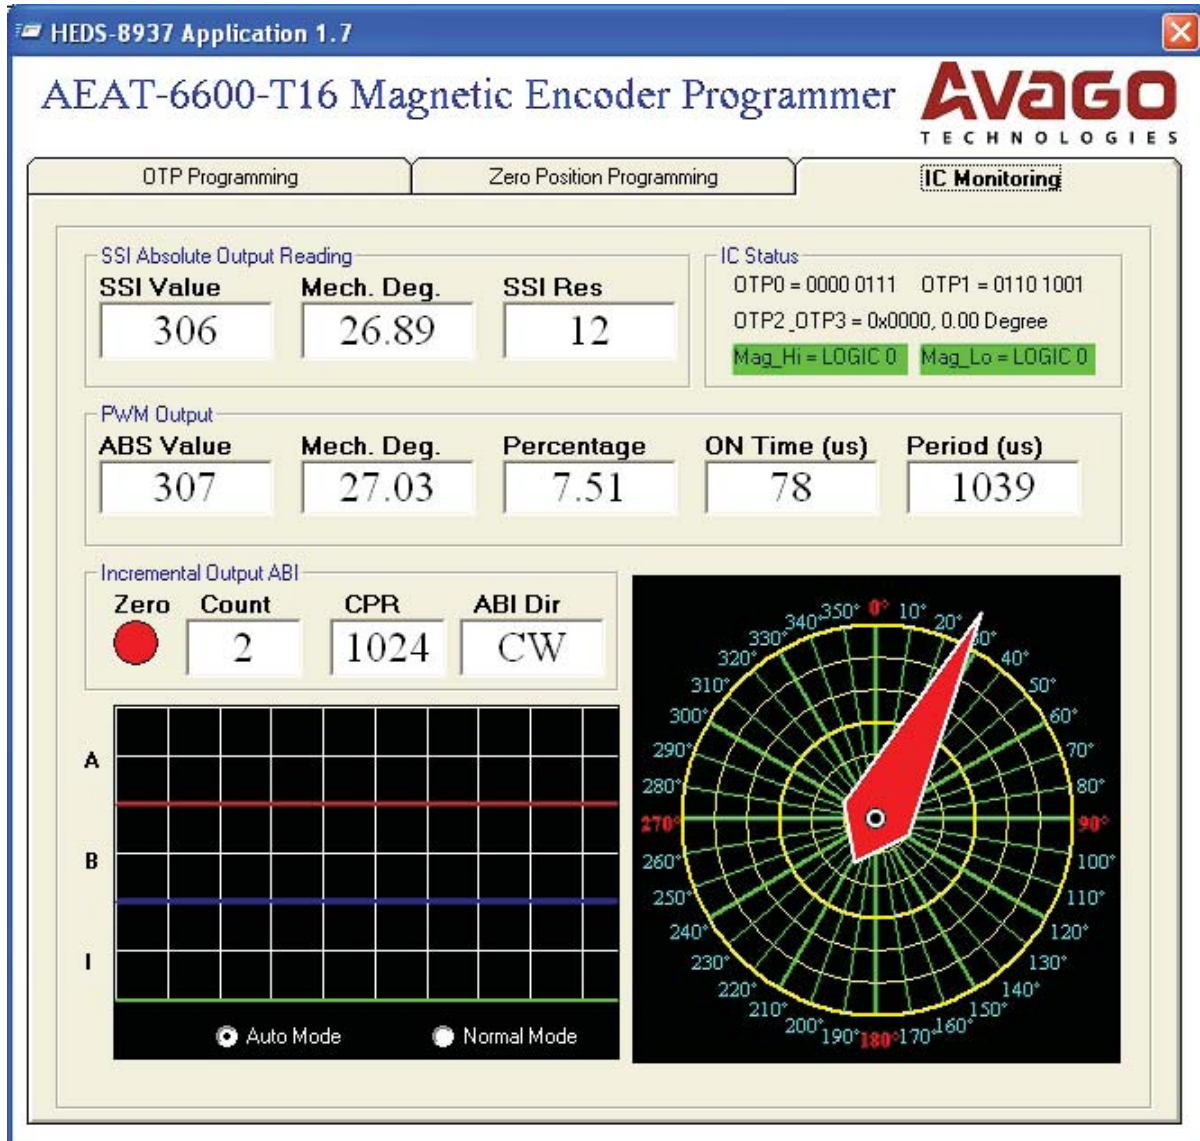 HEDS-8937 Application 1.7
AEAT-6600-T16 Magnetic Encoder Programmer
AVAGO
TECHNOLOGIES
OTP Programming
Zero Position Programming
IC Monitoring
SSI Absolute Output Reading
SSI Value Mech. Deg. SSI Res
306 26.89 12
IC Status
OTP0 = 0000 0111 OTP1 = 0110 1001
OTP2_OTP3 = 0x0000, 0.00 Degree
Mag_Hi = LOGIC 0 Mag_Lo = LOGIC 0
PWM Output
ABS Value Mech. Deg. Percentage ON Time (us) Period (us)
307 27.03 7.51 78 1039
Incremental Output ABI
Zero Count CPR ABI Dir
2 1024 CW
A
B
I
Auto Mode Normal Mode
0°
10°
20°
40°
50°
60°
70°
80°
90°
100°
110°
120°
130°
140°
150°
160°
170°
180°
190°
200°
210°
220°
230°
240°
250°
260°
270°
280°
290°
300°
310°
320°
330°
340°
350°